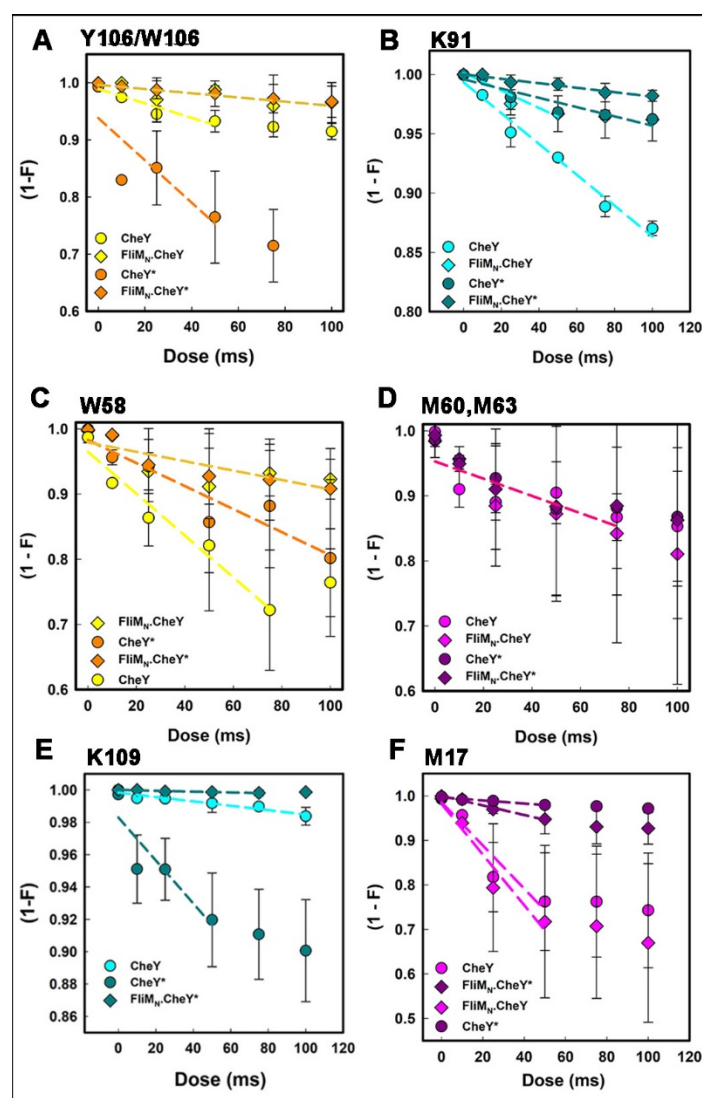 A Y106/W106
(1-F)
1.0
0.9
0.8
0.7
0.6
CheY
FliMN.CheY
CheY*
FliMN.CheY*
0 20 40 60 80 100
Dose (ms)
B K91
(1 - F)
1.00
0.95
0.90
0.85
0.80
CheY
FliMN.CheY
CheY*
FliMN.CheY*
0 20 40 60 80 100 120
Dose (ms)
C W58
(1 - F)
1.0
0.9
0.8
0.7
0.6
FliMN.CheY
CheY*
FliMN.CheY*
CheY
0 20 40 60 80 100
Dose (ms)
D M60,M63
(1 - F)
1.0
0.9
0.8
0.7
0.6
CheY
FliMN.CheY
CheY*
FliMN.CheY*
0 20 40 60 80 100
Dose (ms)
E K109
(1-F)
1.00
0.98
0.96
0.94
0.92
0.90
0.88
0.86
CheY
CheY*
FliMN.CheY*
0 20 40 60 80 100 120
Dose (ms)
F M17
(1 - F)
1.0
0.9
0.8
0.7
0.6
0.5
CheY
FliMN.CheY*
FliMN.CheY
CheY*
0 20 40 60 80 100 120
Dose (ms)